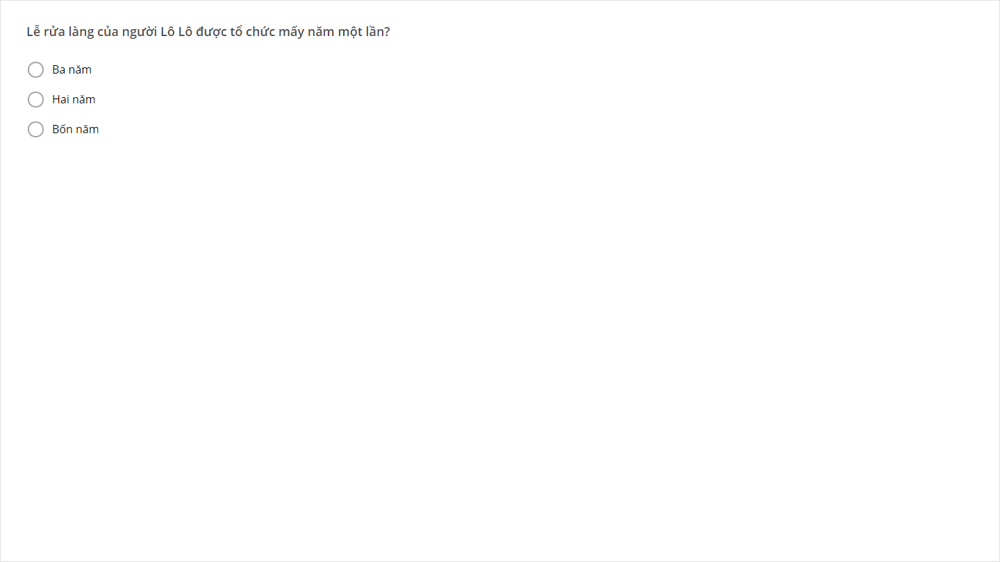 Lễ rửa làng của người Lô Lô được tổ chức mấy năm một lần?
Ba năm
Hai năm
Bốn năm